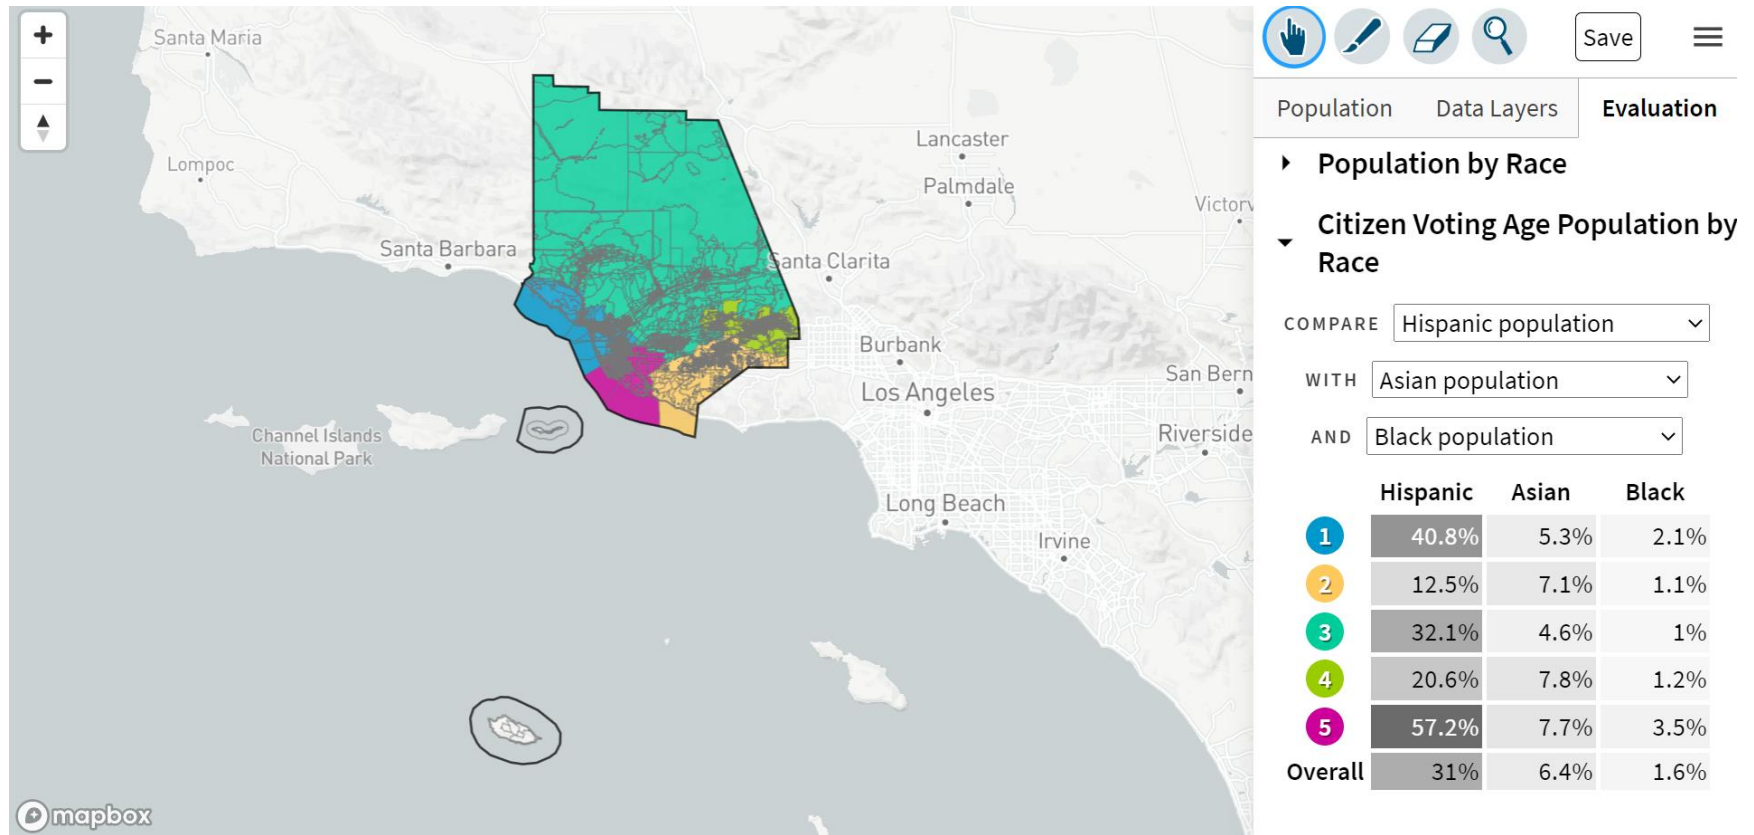 Santa Maria
Lompoc
Santa Barbara
Lancaster
Palmdale
Victorv
Santa Clarita
Burbank
Los Angeles
San Bern
Riverside
Channel Islands
National Park
Long Beach
Irvine
mapbox
Save
Population Data Layers Evaluation
Population by Race
Citizen Voting Age Population by
Race
COMPARE Hispanic population
WITH Asian population
AND Black population
Hispanic Asian Black
1 40.8% 5.3% 2.1%
2 12.5% 7.1% 1.1%
3 32.1% 4.6% 1%
4 20.6% 7.8% 1.2%
5 57.2% 7.7% 3.5%
Overall 31% 6.4% 1.6%